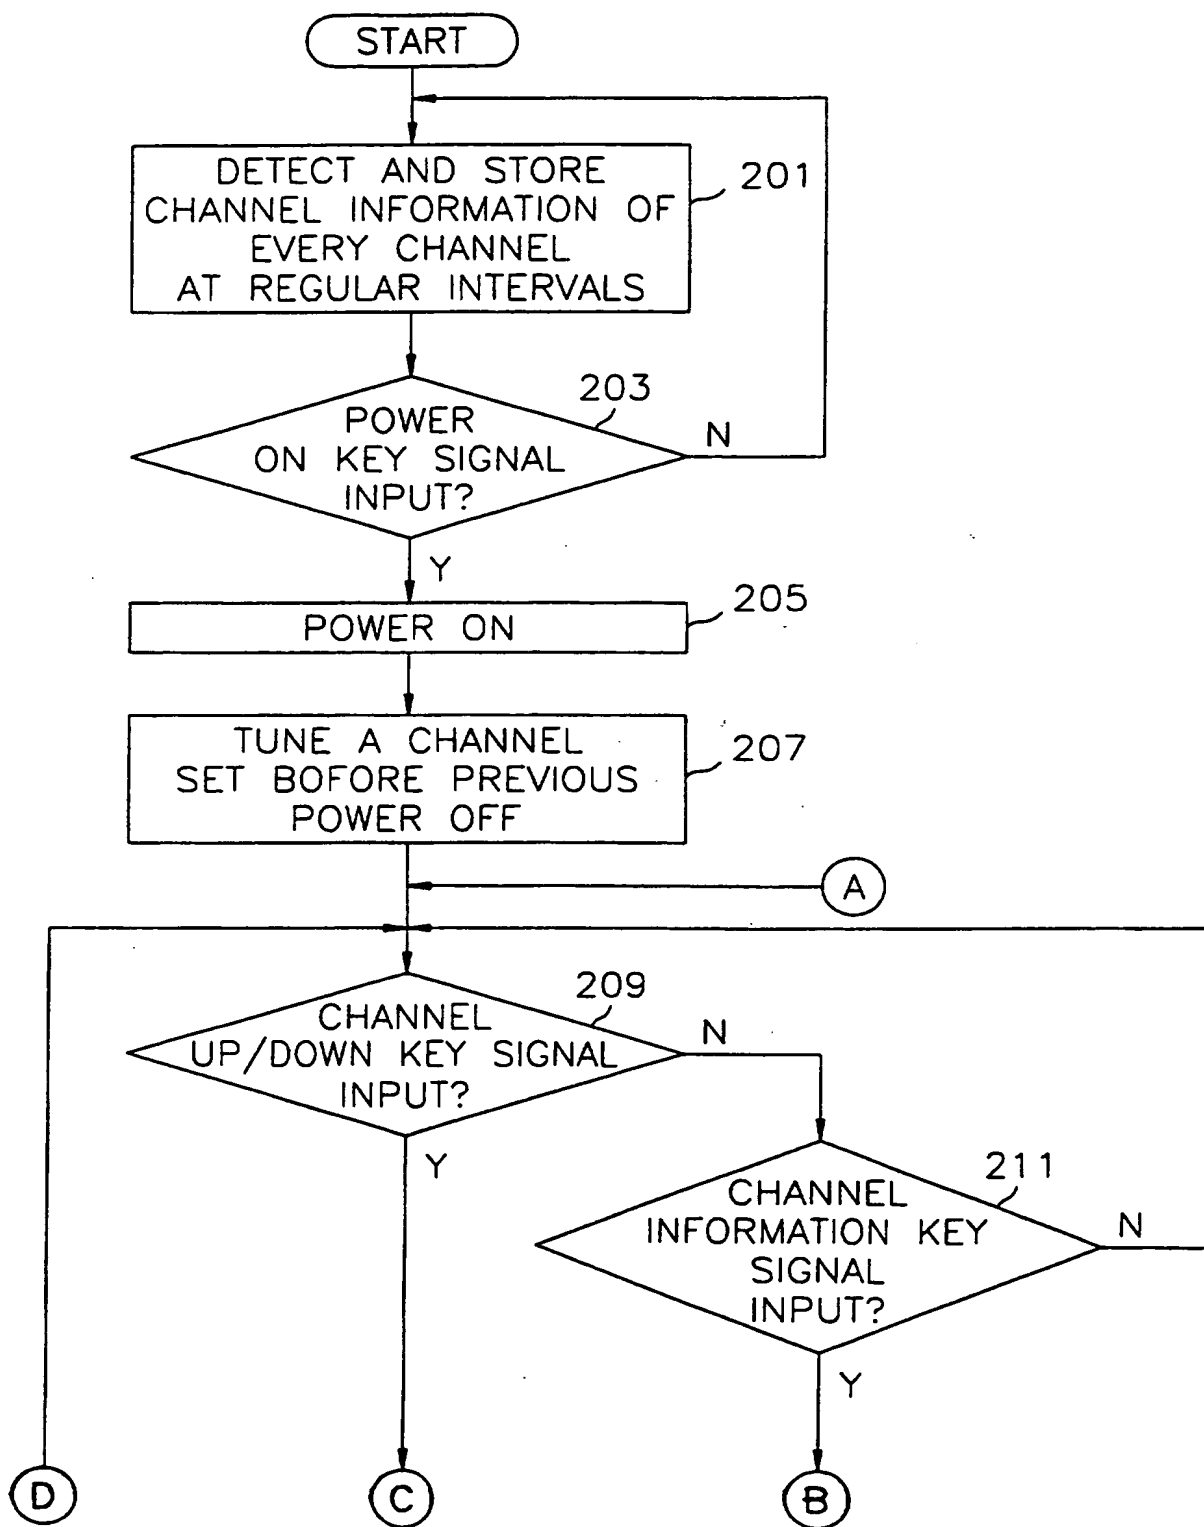 START
DETECT AND STORE
CHANNEL INFORMATION OF
EVERY CHANNEL
AT REGULAR INTERVALS
201
203
POWER
ON KEY SIGNAL
INPUT?
N
Y
205
POWER ON
TUNE A CHANNEL
SET BOFORE PREVIOUS
POWER OFF
207
A
209
CHANNEL
UP/DOWN KEY SIGNAL
INPUT?
N
Y
211
CHANNEL
INFORMATION KEY
SIGNAL
INPUT?
N
Y
D
C
B